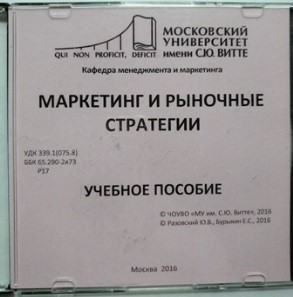 МОСКОВСКИЙ
УНИВЕРСИТЕТ
имени С.Ю. ВИТТЕ
QUI NON PROFICIT, DEFICIT
Кафедра менеджмента и маркетинга
МАРКЕТИНГ И РЫНОЧНЫЕ
СТРАТЕГИИ
УДК 339.1(075.8)
ББК 65.290-2я73
Р17
УЧЕБНОЕ ПОСОБИЕ
© ЧОУВО «МУ им. С.Ю. Витте», 2016
© Разовский Ю.В., Бурыкин Е.С., 2016
Москва 2016